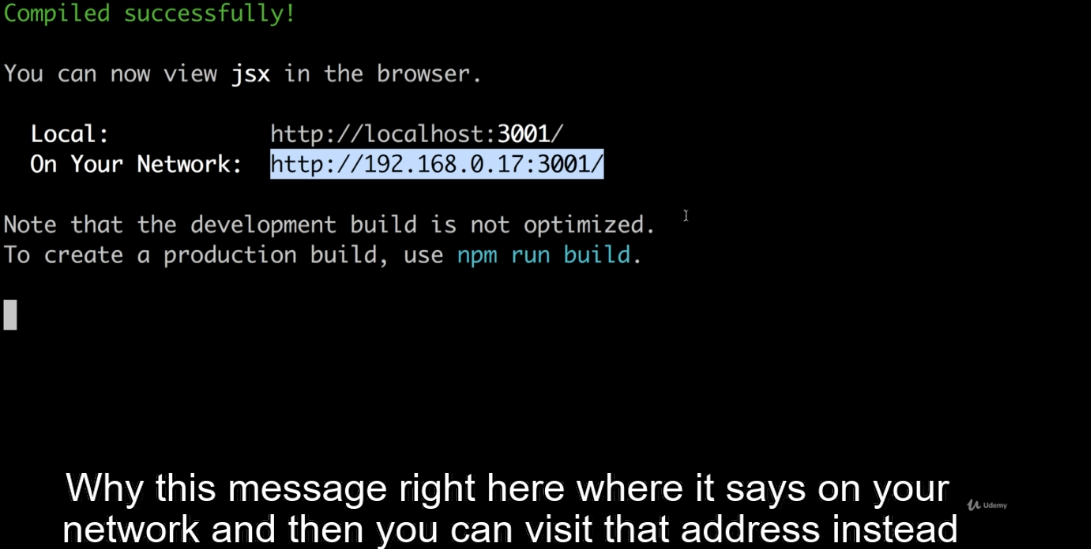 Compiled successfully!
You can now view jsx in the browser.
Local: http://localhost:3001/
On Your Network: http://192.168.0.17:3001/
Note that the development build is not optimized.
To create a production build, use npm run build.
Why this message right here where it says on your
network and then you can visit that address instead
Udemy